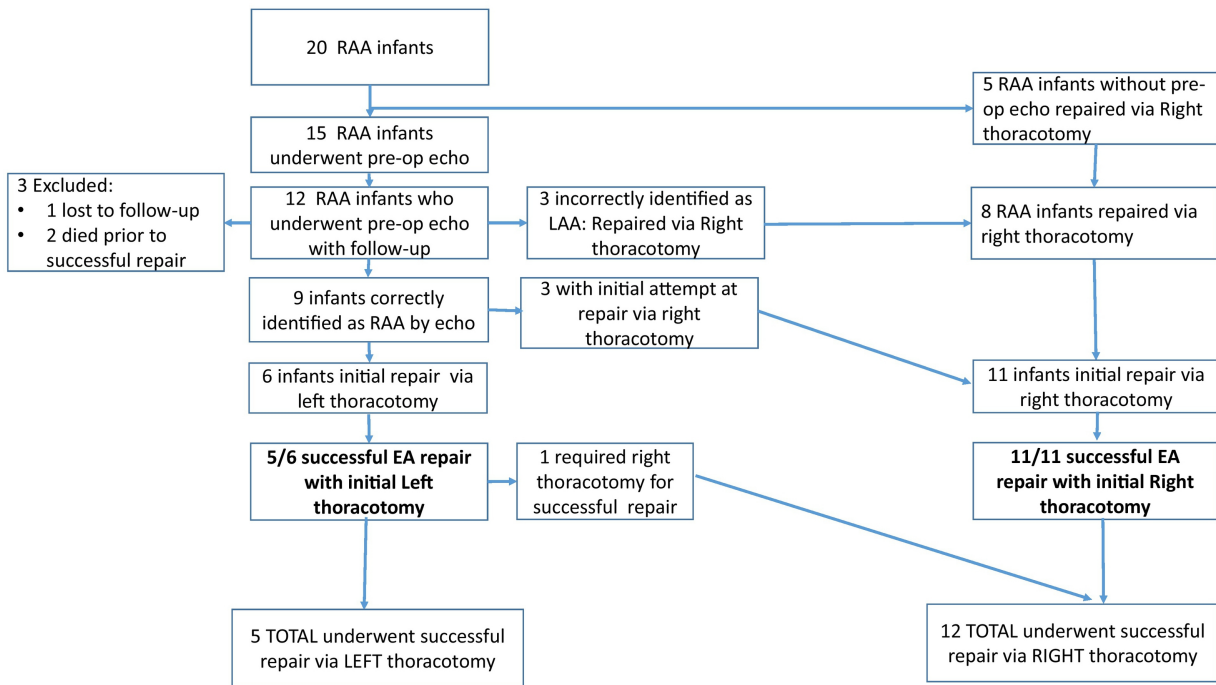 20 RAA infants
5 RAA infants without pre-
op echo repaired via Right
thoracotomy
15 RAA infants
underwent pre-op echo
3 Excluded:
• 1 lost to follow-up
• 2 died prior to
successful repair
12 RAA infants who
underwent pre-op echo
with follow-up
3 incorrectly identified as
LAA: Repaired via Right
thoracotomy
8 RAA infants repaired via
right thoracotomy
9 infants correctly
identified as RAA by echo
3 with initial attempt at
repair via right
thoracotomy
6 infants initial repair via
left thoracotomy
11 infants initial repair via
right thoracotomy
5/6 successful EA repair
with initial Left
thoracotomy
1 required right
thoracotomy for
successful repair
11/11 successful EA
repair with initial Right
thoracotomy
5 TOTAL underwent successful
repair via LEFT thoracotomy
12 TOTAL underwent successful
repair via RIGHT thoracotomy